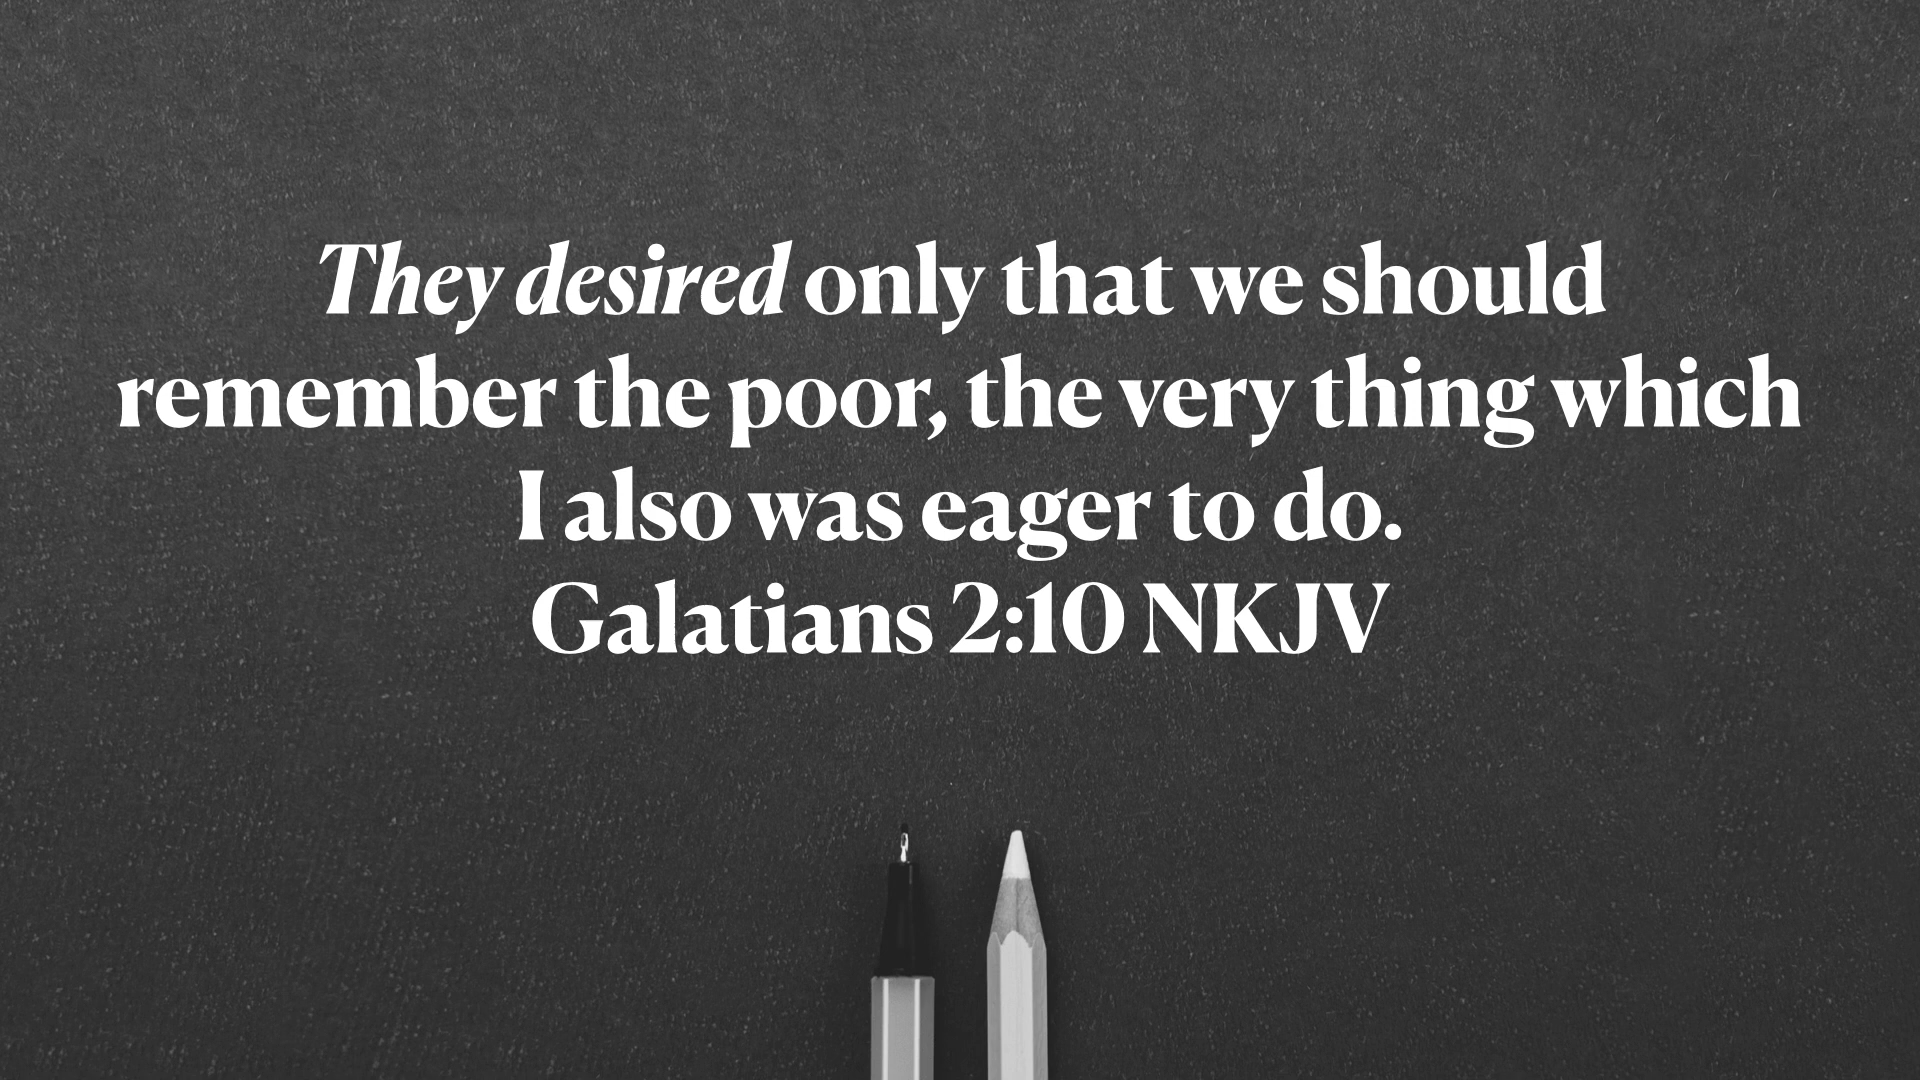 They desired only that we should
remember the poor, the very thing which
I also was eager to do.
Galatians 2:10 NKJV